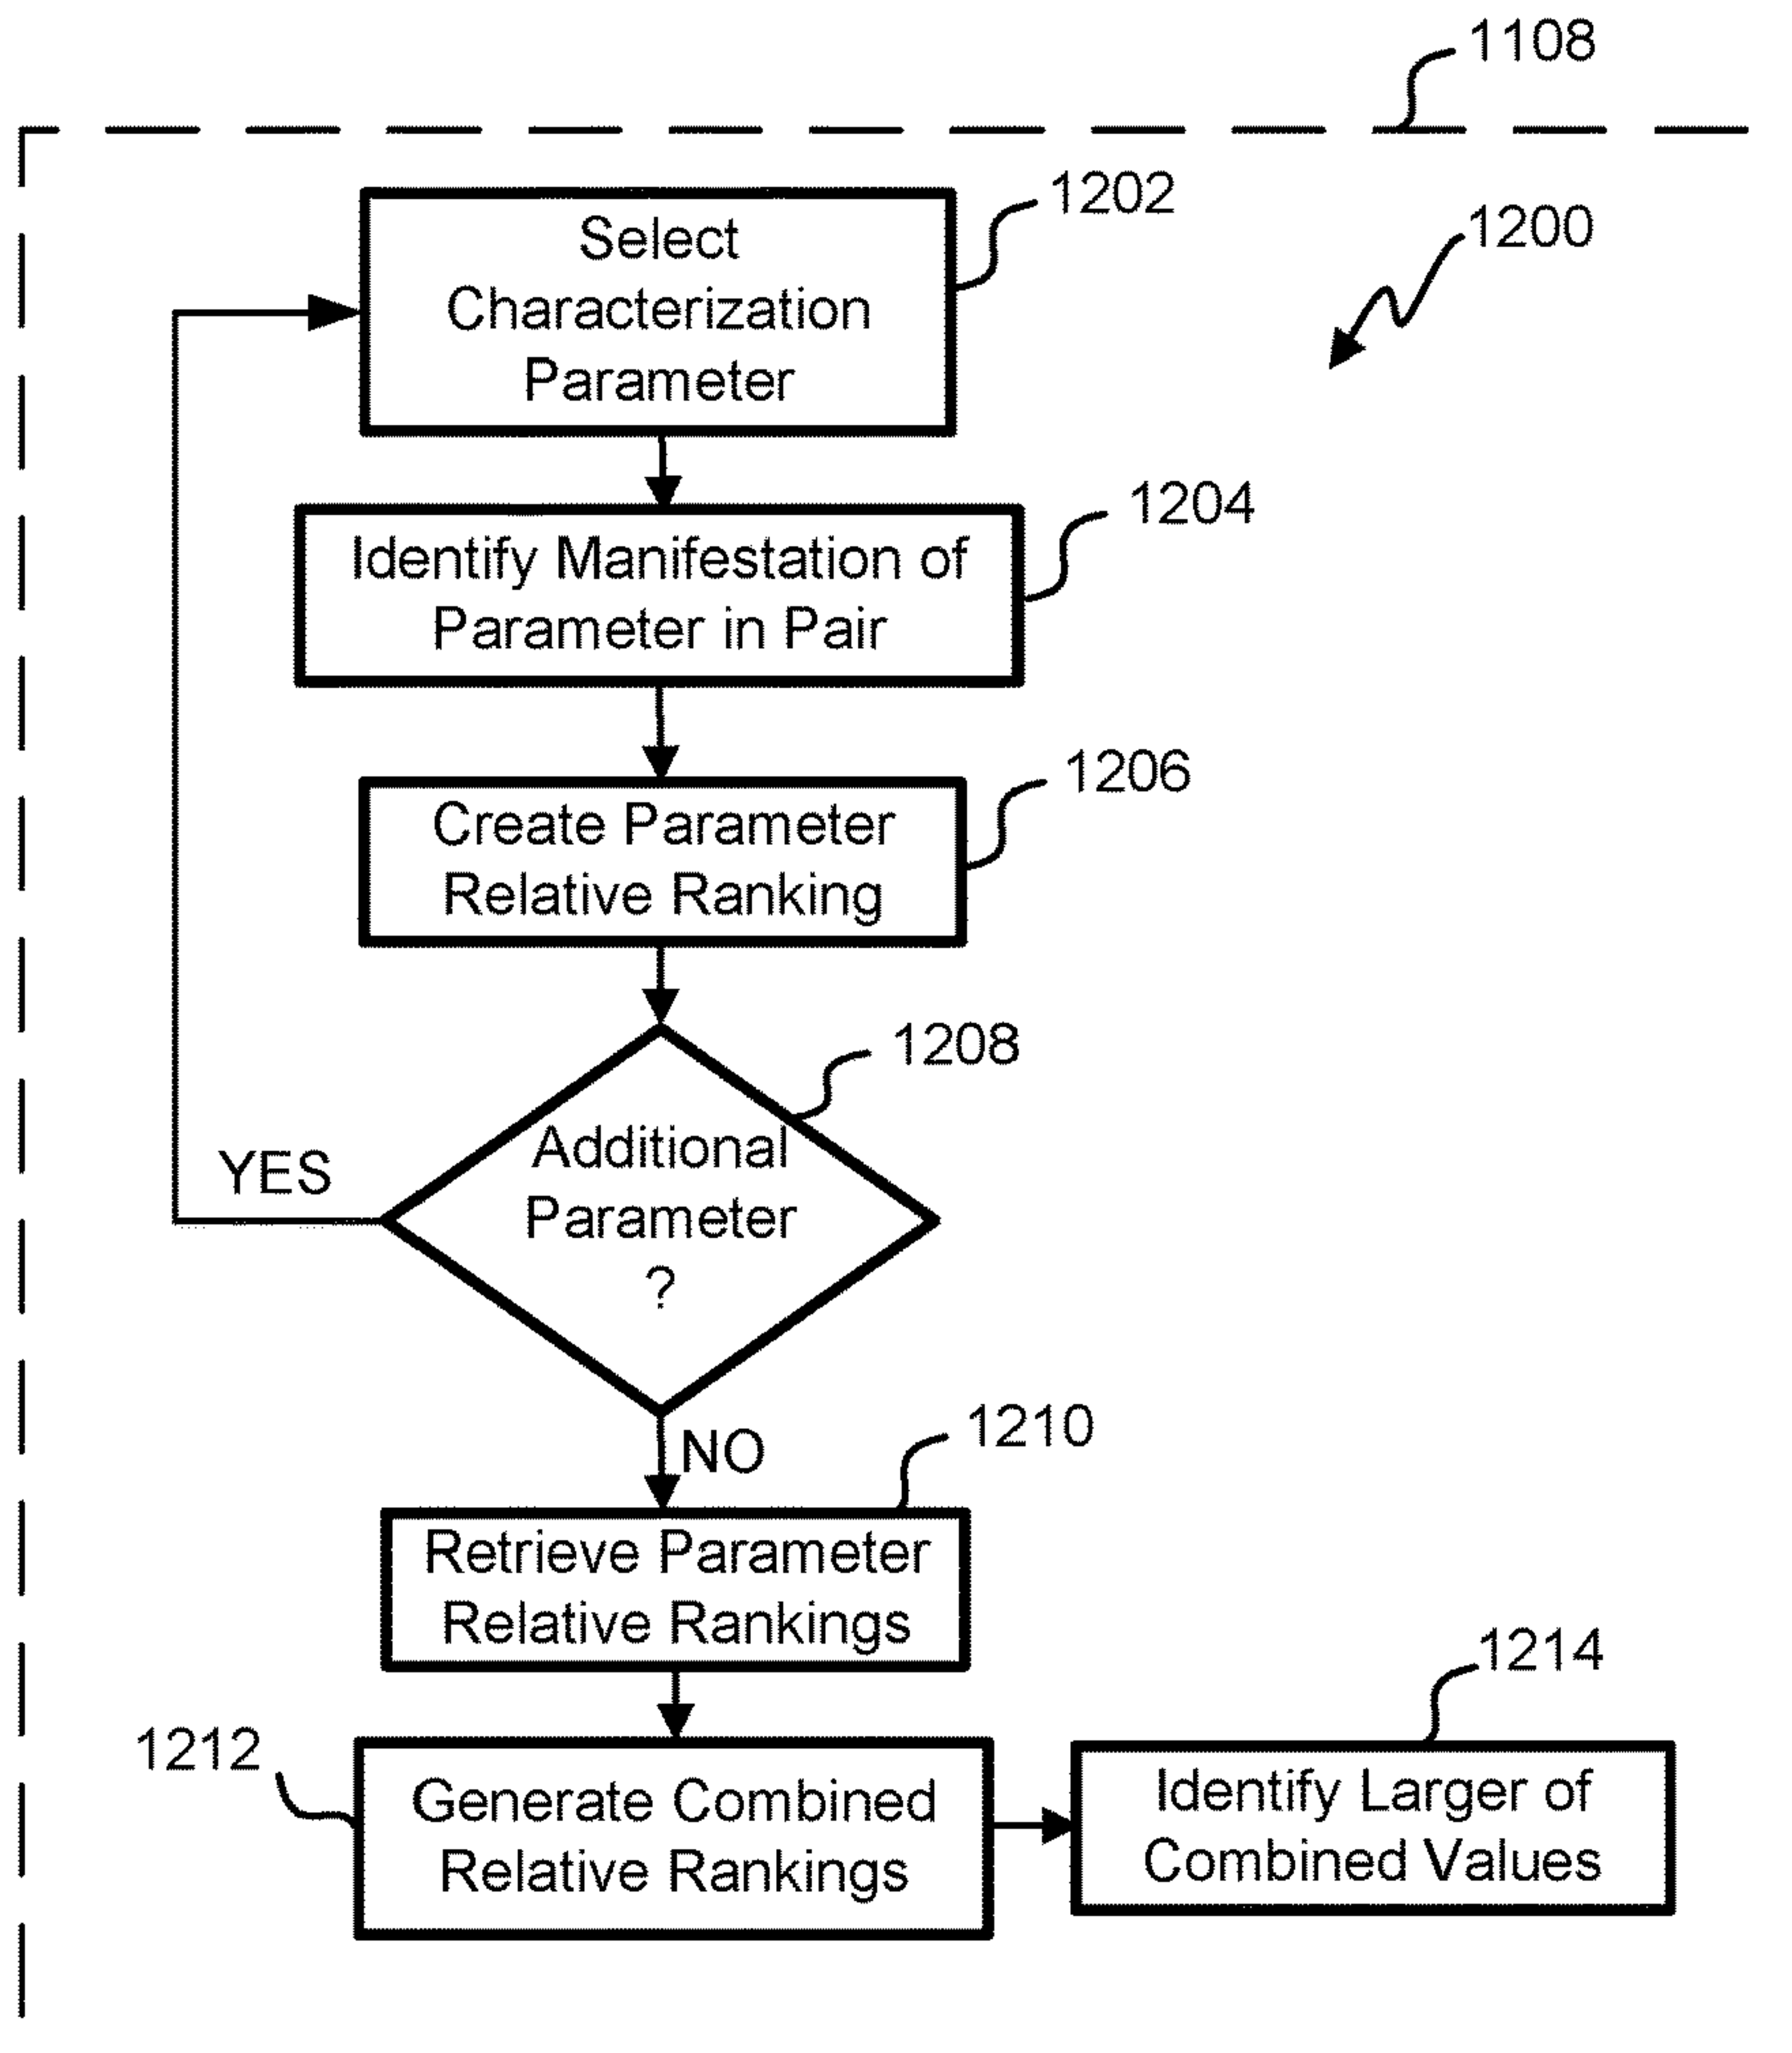 1108
1202
1200
Select
Characterization
Parameter
1204
Identify Manifestation of
Parameter in Pair
1206
Create Parameter
Relative Ranking
1208
Additional
Parameter
?
YES
NO
1210
Retrieve Parameter
Relative Rankings
1212
Generate Combined
Relative Rankings
1214
Identify Larger of
Combined Values